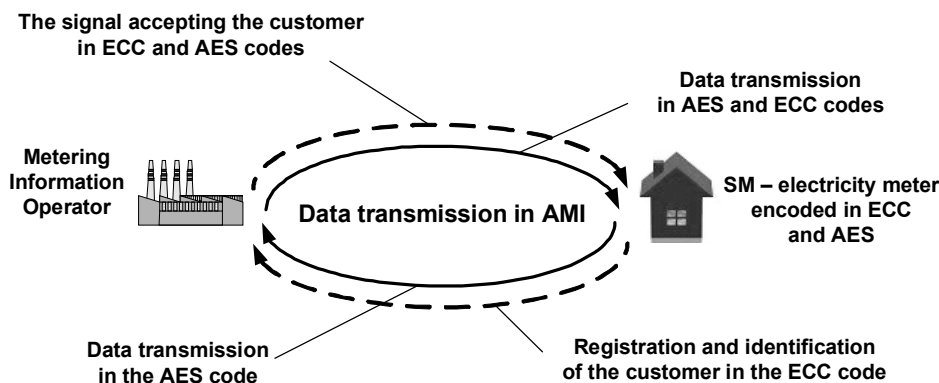 The signal accepting the customer
in ECC and AES codes
Data transmission
in AES and ECC codes
Metering
Information
Operator
Data transmission in AMI
SM – electricity meter
encoded in ECC
and AES
Data transmission
in the AES code
Registration and identification
of the customer in the ECC code